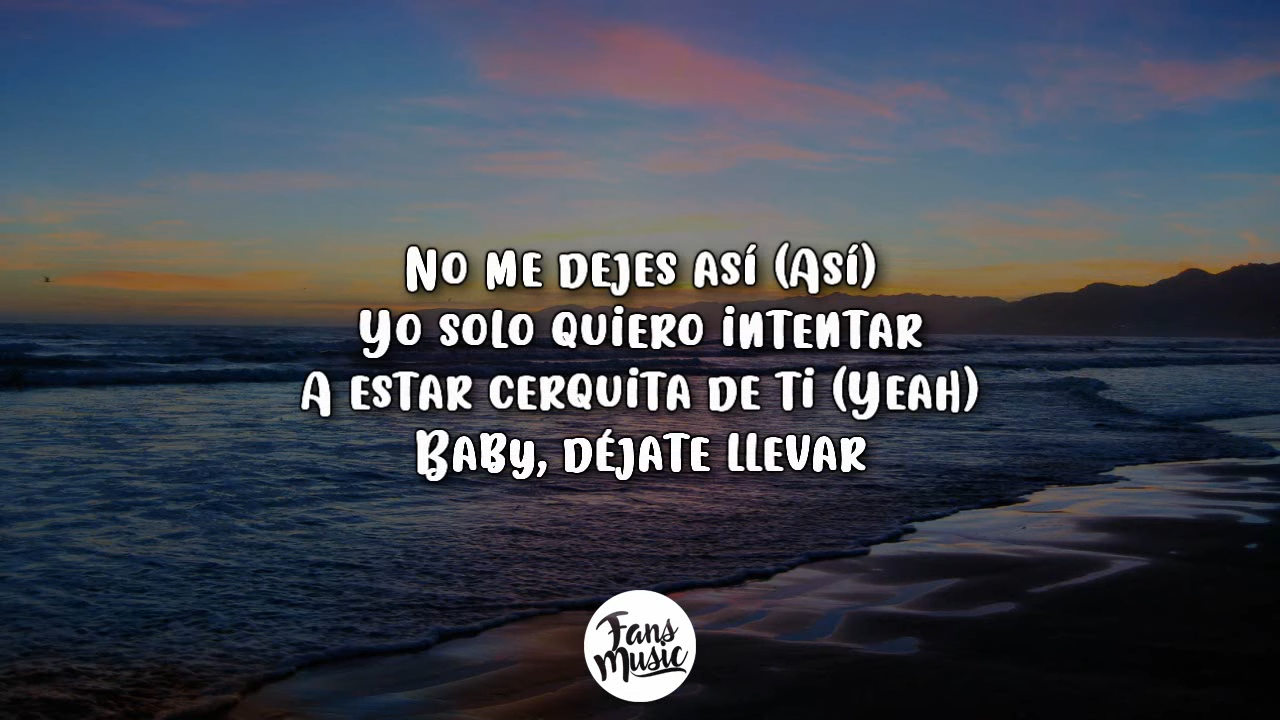 No me dejes así (Así)
Yo solo quiero intentar
A estar cerquita de ti (Yeah)
Baby, déjate llevar
Fans
Music